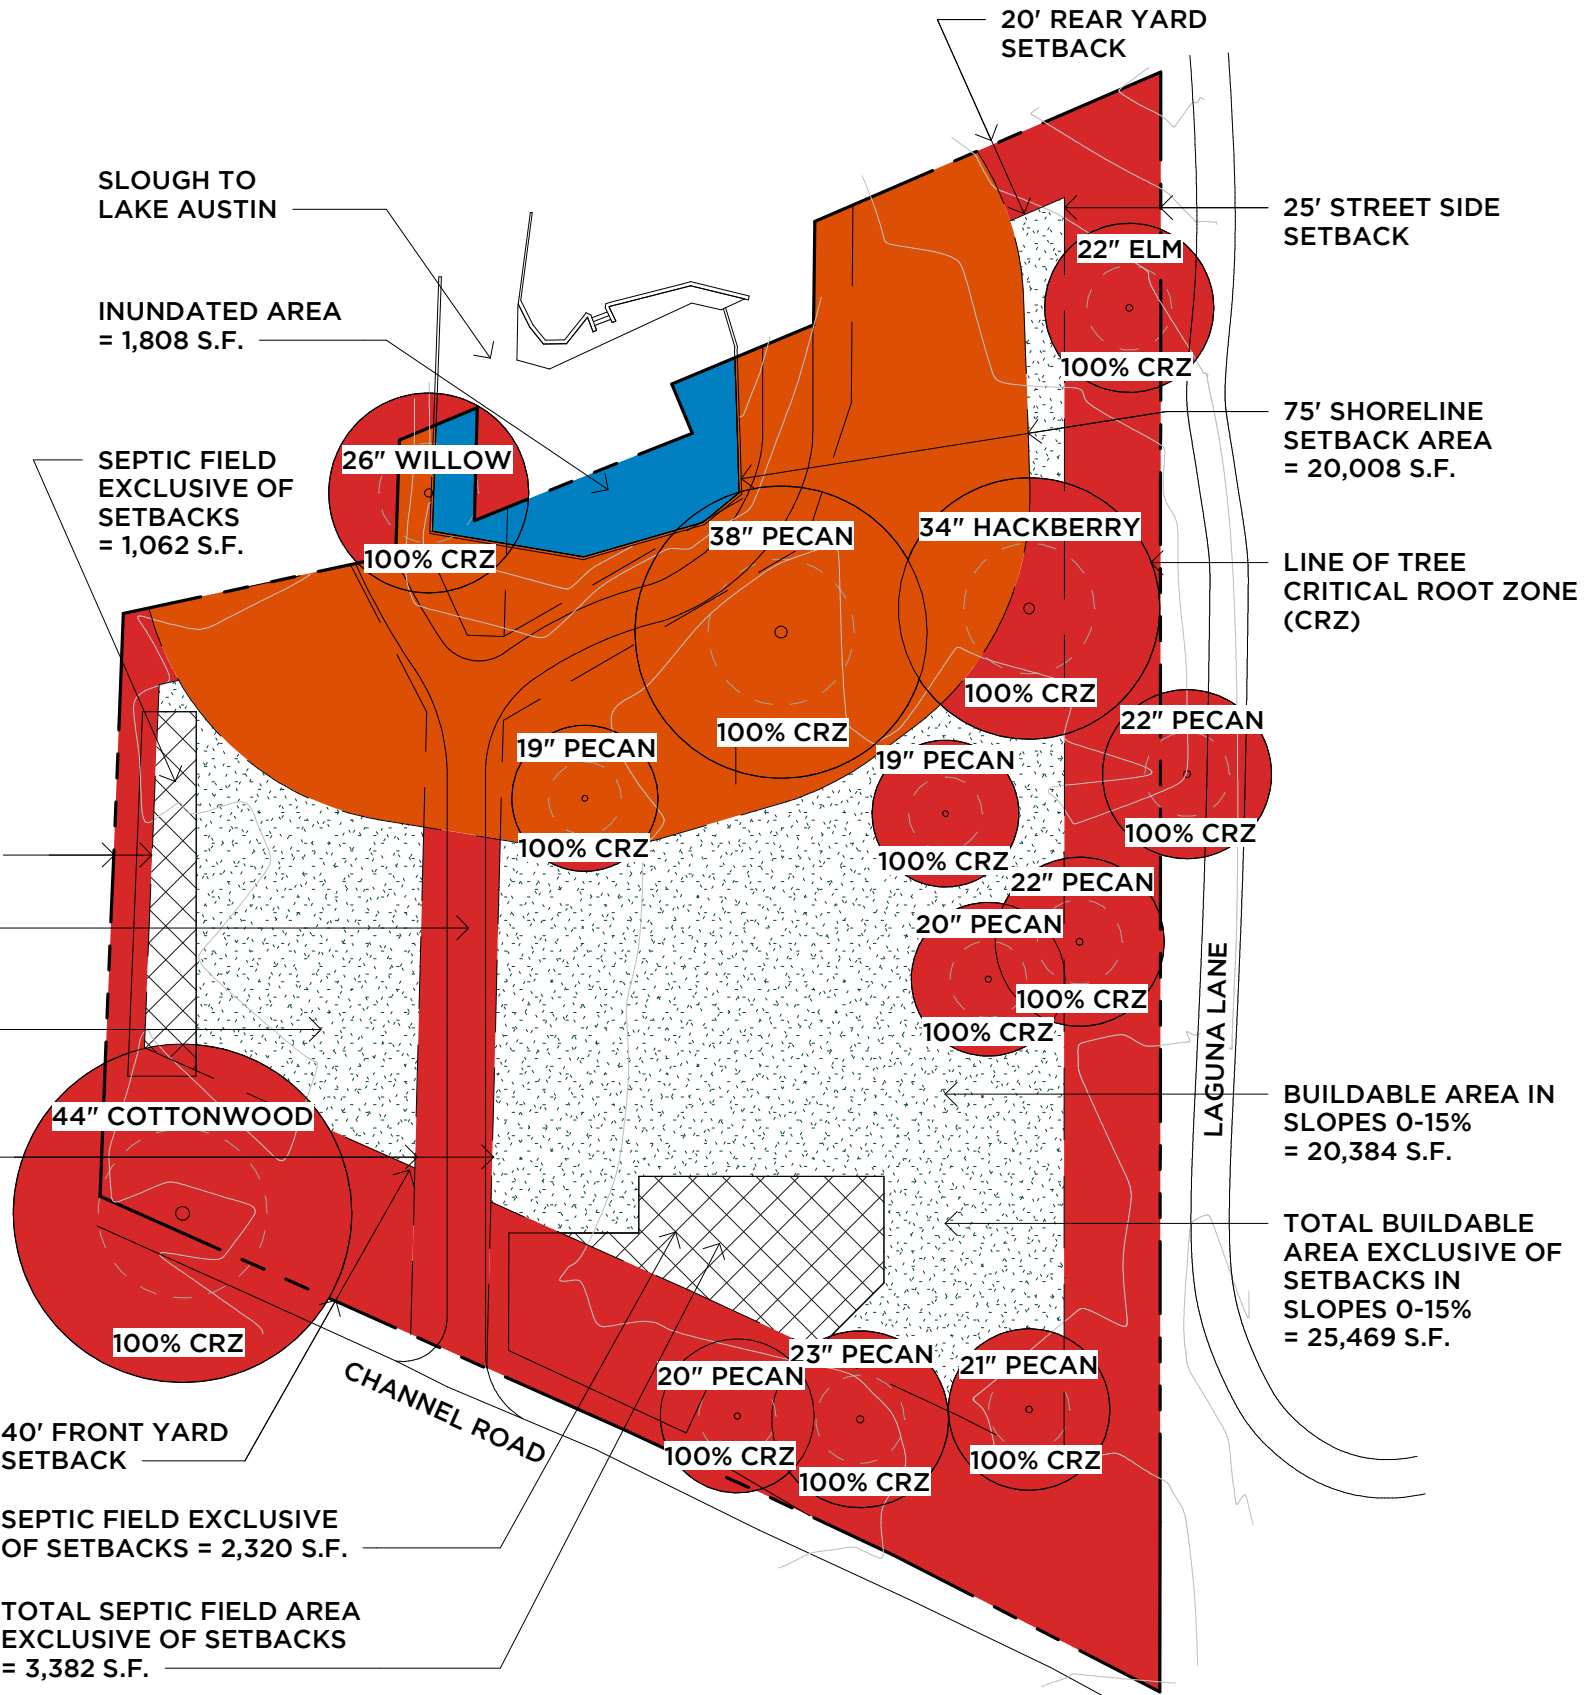 20' REAR YARD
SETBACK
SLOUGH TO
LAKE AUSTIN
25' STREET SIDE
SETBACK
22" ELM
100% CRZ
INUNDATED AREA
= 1,808 S.F.
75' SHORELINE
SETBACK AREA
= 20,008 S.F.
SEPTIC FIELD
EXCLUSIVE OF
SETBACKS
= 1,062 S.F.
26" WILLOW
100% CRZ
38" PECAN
100% CRZ
34" HACKBERRY
100% CRZ
LINE OF TREE
CRITICAL ROOT ZONE
(CRZ)
22" PECAN
100% CRZ
19" PECAN
100% CRZ
19" PECAN
100% CRZ
22" PECAN
100% CRZ
20" PECAN
100% CRZ
LAGUNA LANE
BUILDABLE AREA IN
SLOPES 0-15%
= 20,384 S.F.
44" COTTONWOOD
100% CRZ
TOTAL BUILDABLE
AREA EXCLUSIVE OF
SETBACKS IN
SLOPES 0-15%
= 25,469 S.F.
20" PECAN
100% CRZ
23" PECAN
100% CRZ
21" PECAN
100% CRZ
CHANNEL ROAD
40' FRONT YARD
SETBACK
SEPTIC FIELD EXCLUSIVE
OF SETBACKS = 2,320 S.F.
TOTAL SEPTIC FIELD AREA
EXCLUSIVE OF SETBACKS
= 3,382 S.F.